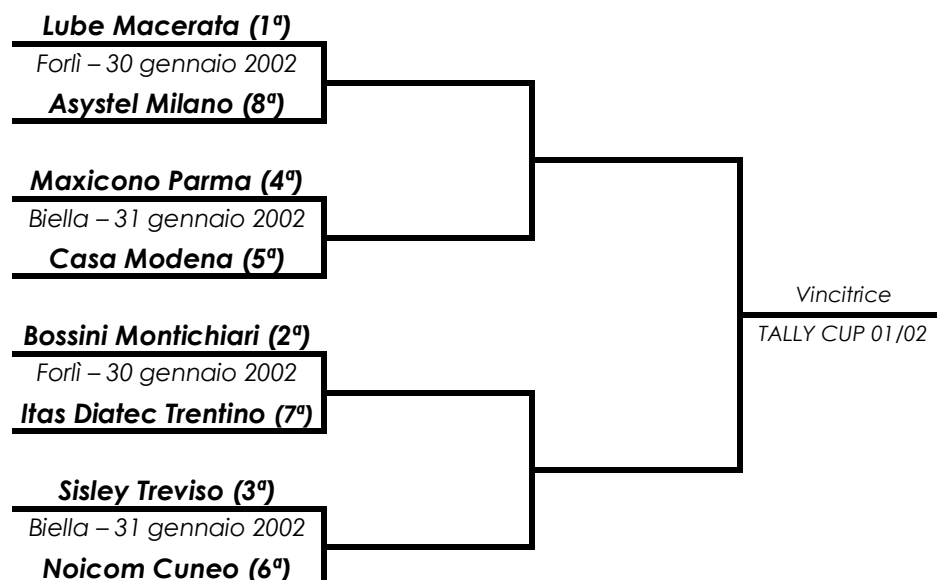 Lube Macerata (1ª)
Forlì – 30 gennaio 2002
Asystel Milano (8ª)
Maxicono Parma (4ª)
Biella – 31 gennaio 2002
Casa Modena (5ª)
Vincitrice
TALLY CUP 01/02
Bossini Montichiari (2ª)
Forlì – 30 gennaio 2002
Itas Diatec Trentino (7ª)
Sisley Treviso (3ª)
Biella – 31 gennaio 2002
Noicom Cuneo (6ª)